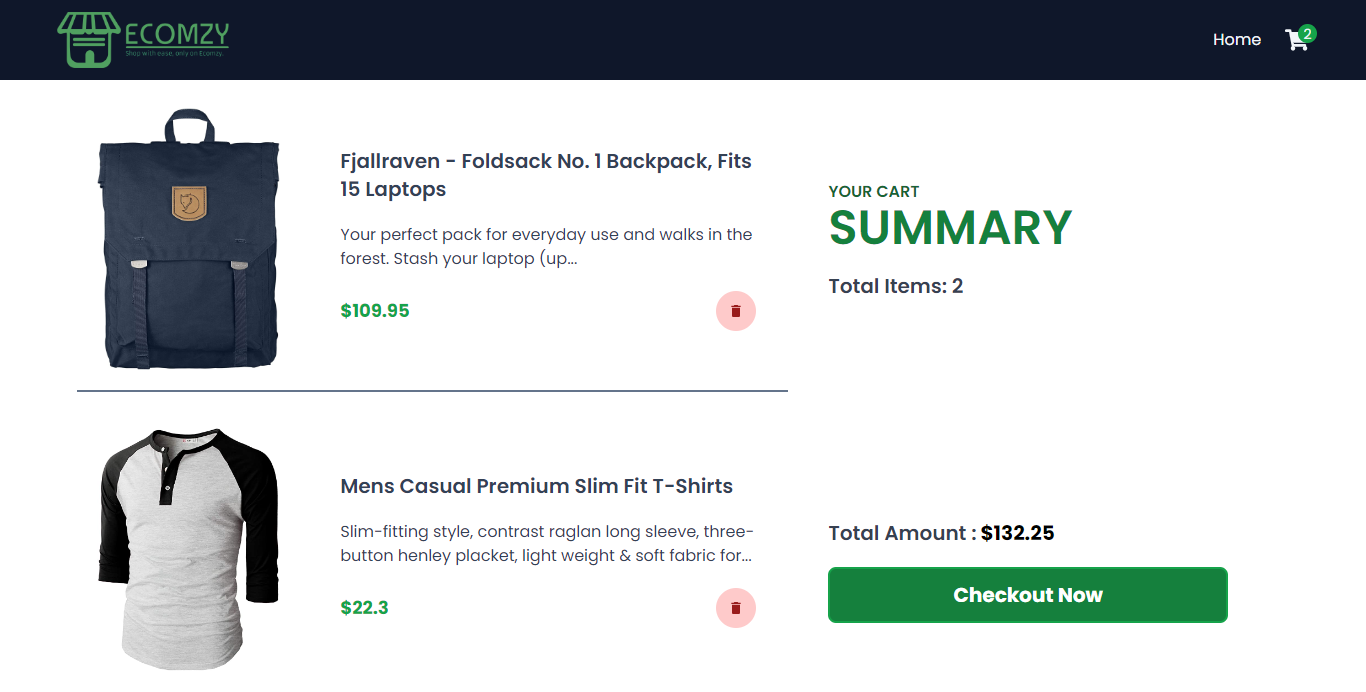 ECOMZY
Shop with ease, only on Ecomzy.
Home
2
Fjallraven - Foldsack No. 1 Backpack, Fits
15 Laptops
Your perfect pack for everyday use and walks in the
forest. Stash your laptop (up...
$109.95
YOUR CART
SUMMARY
Total Items: 2
Mens Casual Premium Slim Fit T-Shirts
Slim-fitting style, contrast raglan long sleeve, three-
button henley placket, light weight & soft fabric for...
$22.3
Total Amount : $132.25
Checkout Now